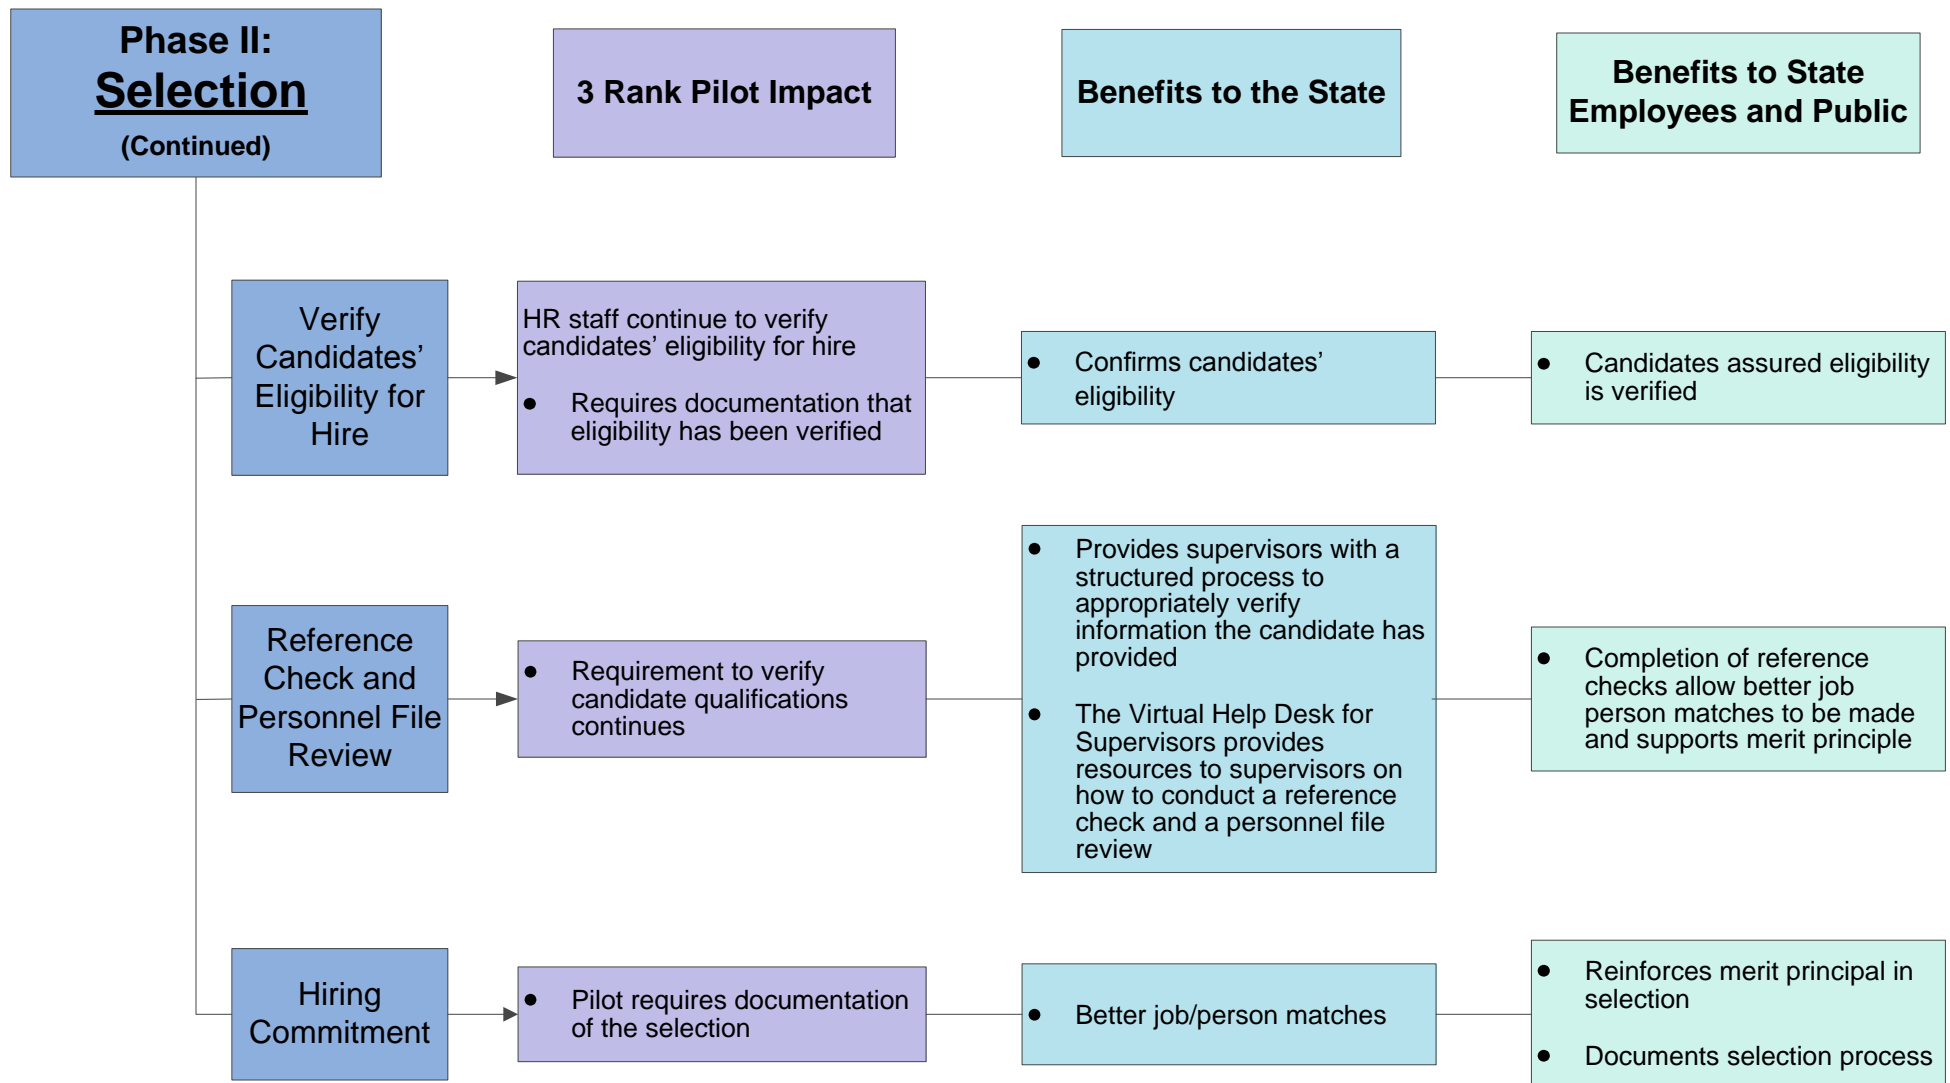 Phase II:
Selection
(Continued)
3 Rank Pilot Impact
Benefits to the State
Benefits to State
Employees and Public
Verify
Candidates’
Eligibility for
Hire
HR staff continue to verify
candidates’ eligibility for hire
● Requires documentation that
eligibility has been verified
● Confirms candidates’
eligibility
● Candidates assured eligibility
is verified
Reference
Check and
Personnel File
Review
● Requirement to verify
candidate qualifications
continues
● Provides supervisors with a
structured process to
appropriately verify
information the candidate has
provided
● The Virtual Help Desk for
Supervisors provides
resources to supervisors on
how to conduct a reference
check and a personnel file
review
● Completion of reference
checks allow better job
person matches to be made
and supports merit principle
Hiring
Commitment
● Pilot requires documentation
of the selection
● Better job/person matches
● Reinforces merit principal in
selection
● Documents selection process